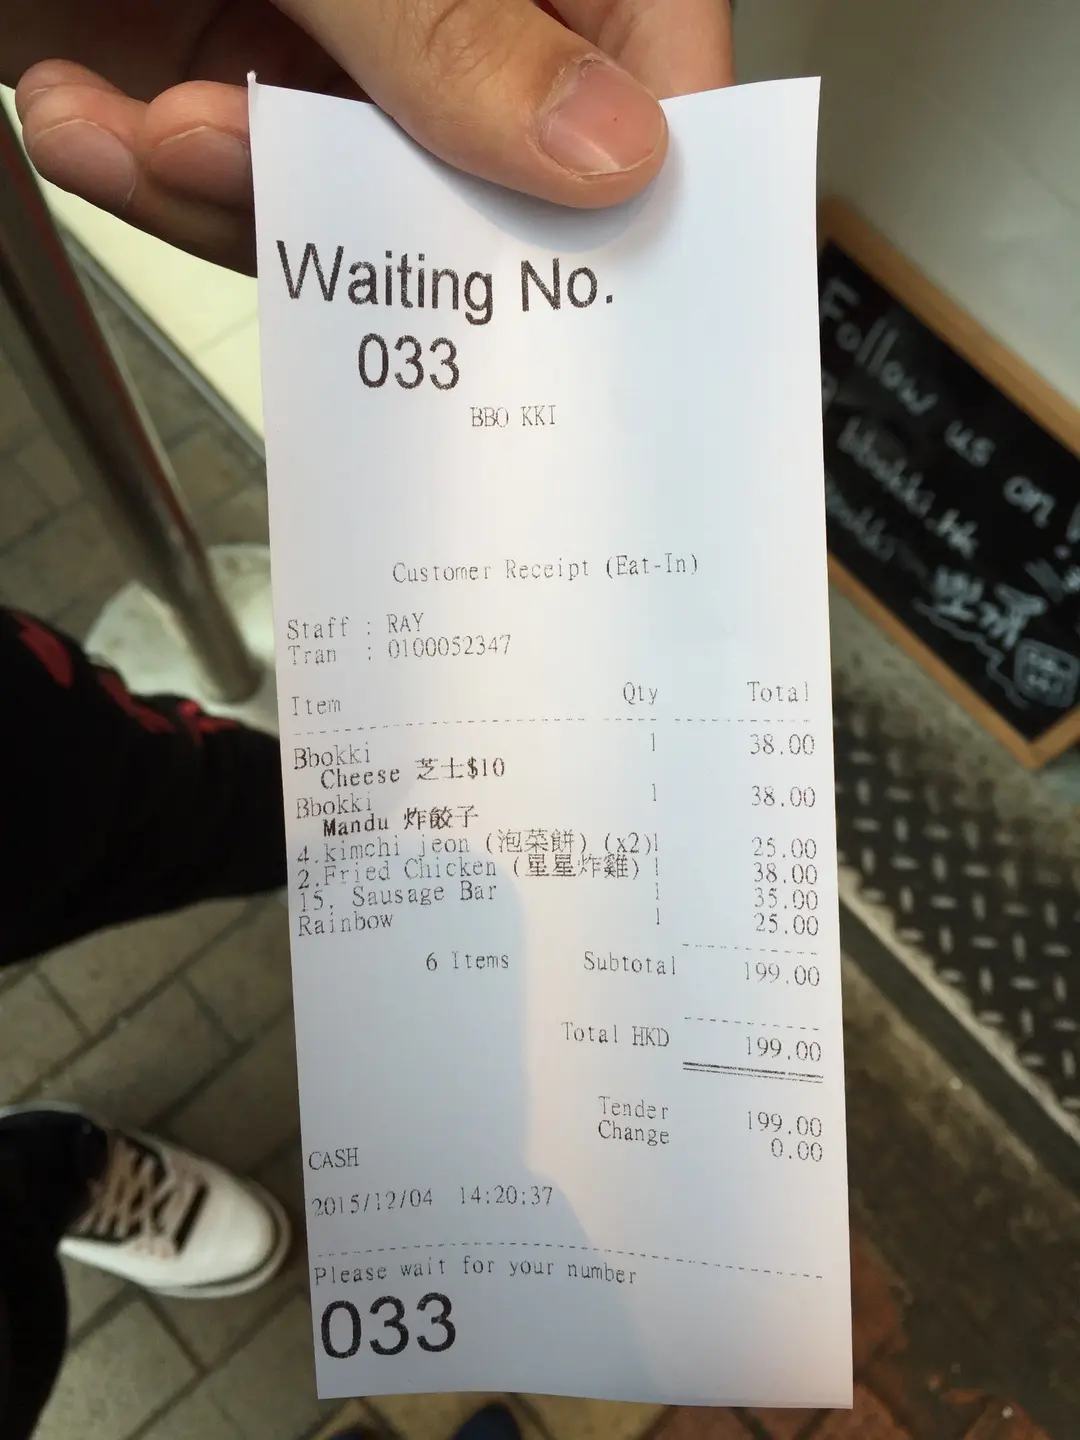 Waiting No.
033
BBO KKI
Customer Receipt (Eat-In)
Staff : RAY
Tran : 0100052347
Item Qty Total
Bbokki 1 38.00
Cheese 芝士$10
Bbokki 1 38.00
Mandu 炸餃子
4.kimchi jeon (泡菜餅) (x2)1 25.00
2.Fried Chicken (星星炸雞) 1 38.00
15. Sausage Bar 1 35.00
Rainbow 1 25.00
6 Items Subtotal 199.00
Total HKD 199.00
Tender 199.00
Change 0.00
CASH
2015/12/04 14:20:37
Please wait for your number
033
Follow us on
bbokki.hk